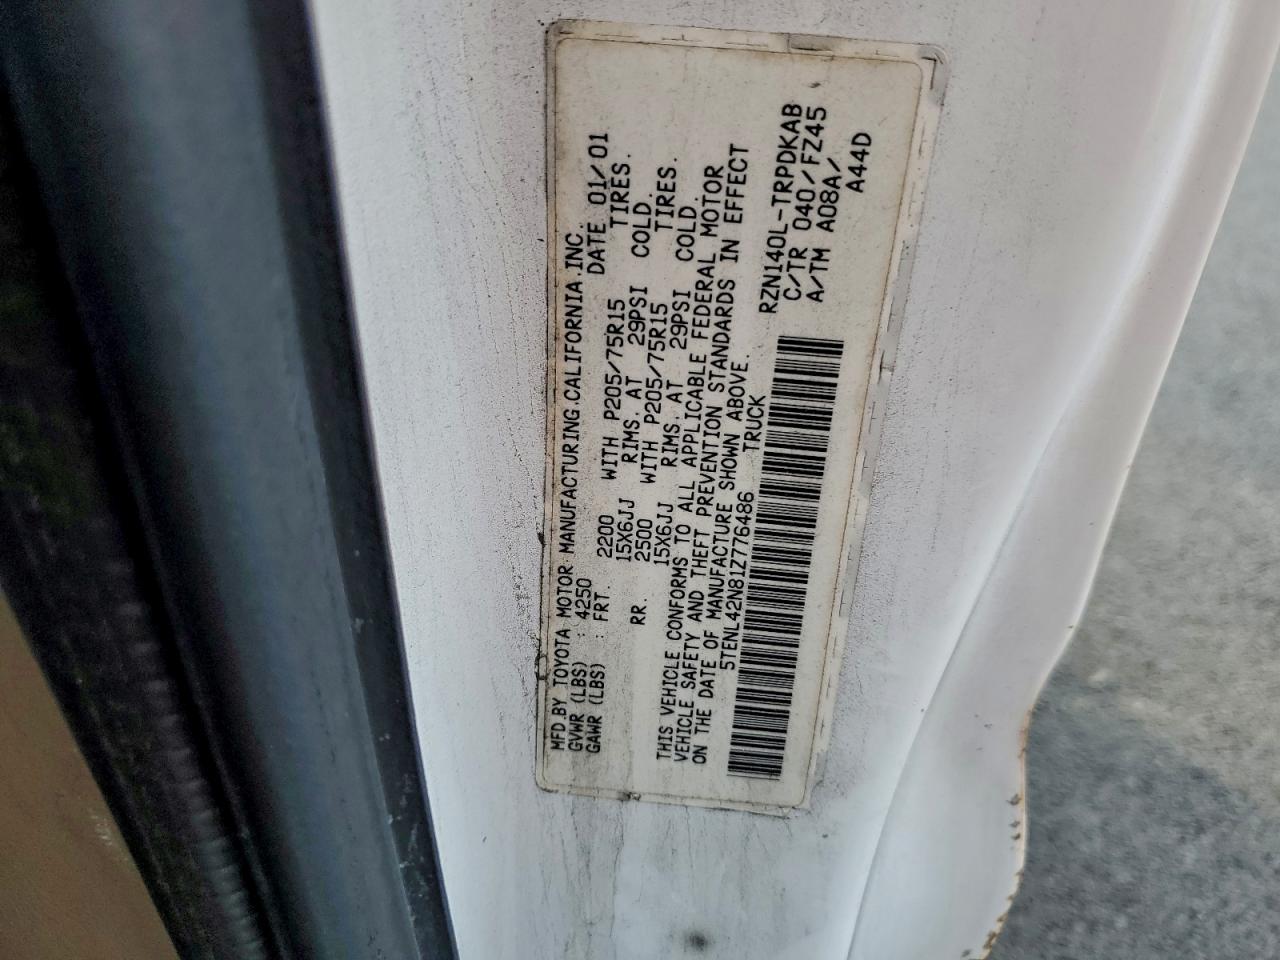 MFD.BY TOYOTA MOTOR MANUFACTURING.CALIFORNIA.INC.
GVWR (LBS) : 4250 DATE 01/01
GAWR (LBS) : FRT. 2200 WITH P205/75R15 TIRES.
15X6JJ RIMS. AT 29PSI COLD.
RR. 2500 WITH P205/75R15 TIRES.
15X6JJ RIMS. AT 29PSI COLD.
THIS VEHICLE CONFORMS TO ALL APPLICABLE FEDERAL MOTOR
VEHICLE SAFETY AND THEFT PREVENTION STANDARDS IN EFFECT
ON THE DATE OF MANUFACTURE SHOWN ABOVE.
5TENL42N81Z776486 TRUCK
RZN140L-TRPDKAB
C/TR 040/FZ45
A/TM A08A/
A44D